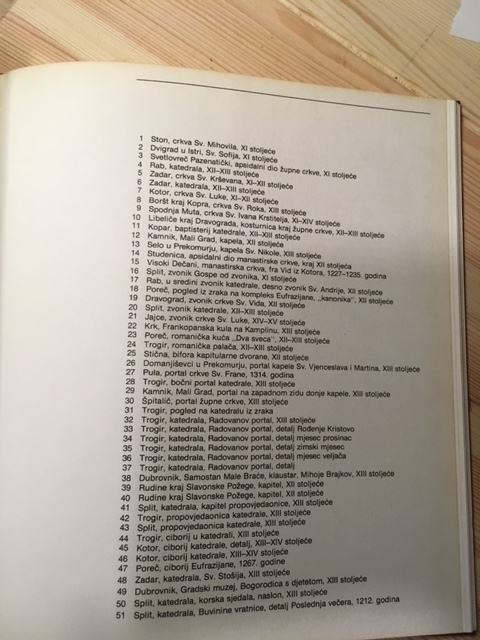 1 Ston, crkva Sv. Mihovila, XI stoljeće
2 Dvigrad u Istri, Sv. Sofija, XI stoljeće
3 Svetlovreč Pazenatički, apsidalni dio župne crkve, XI stoljeće
4 Rab, katedrala, XII–XIII stoljeće
5 Zadar, crkva Sv. Krševana, XI–XII stoljeće
6 Zadar, katedrala, XII–XIII stoljeće
7 Kotor, crkva Sv. Luke, XI–XII stoljeće
8 Boršt kraj Kopra, crkva Sv. Roka, XIII stoljeće
9 Spodnja Muta, crkva Sv. Ivana Krstitelja, XI–XIV stoljeće
10 Libeliče kraj Dravograda, kosturnica kraj župne crkve, XII–XIII stoljeće
11 Kopar, baptisterij katedrale, XII–XIII stoljeće
12 Kamnik, Mali Grad, kapela, XII stoljeće
13 Selo u Prekomurju, kapela Sv. Nikole, XIII stoljeće
14 Studenica, apsidalni dio manastirske crkve, kraj XII stoljeća
15 Visoki Dečani, manastirska crkva, fra Vid iz Kotora, 1227–1235. godina
16 Split, zvonik Gospe od zvonika, XI stoljeće
17 Rab, u sredini zvonik katedrale, desno zvonik Sv. Andrije, XII stoljeće
18 Poreč, pogled iz zraka na kompleks Eufrazijane, „kanonika", XII stoljeće
19 Dravograd, zvonik crkve Sv. Vida, XII stoljeće
20 Split, zvonik katedrale, XII–XIII stoljeće
21 Jajce, zvonik crkve Sv. Luke, XIV–XV stoljeće
22 Krk, Frankopanska kula na Kamplinu, XIII stoljeće
23 Poreč, romanička kuća „Dva sveca", XII–XIII stoljeće
24 Trogir, romanička palača, XII–XIII stoljeće
25 Stična, bifora kapitularne dvorane, XII stoljeće
26 Domanjiševci u Prekomurju, portal kapele Sv. Vjenceslava i Martina, XIII stoljeće
27 Pula, portal crkve Sv. Frane, 1314. godina
28 Trogir, bočni portal katedrale, XIII stoljeće
29 Kamnik, Mali Grad, portal na zapadnom zidu donje kapele, XIII stoljeće
30 Špitalič, portal župne crkve, XIII stoljeće
31 Trogir, pogled na katedralu iz zraka
32 Trogir, katedrala, Radovanov portal, XIII stoljeće
33 Trogir, katedrala, Radovanov portal, detalj Rođenje Kristovo
34 Trogir, katedrala, Radovanov portal, detalj mjesec prosinac
35 Trogir, katedrala, Radovanov portal, detalj zimski mjesec
36 Trogir, katedrala, Radovanov portal, detalj mjesec veljača
37 Trogir, katedrala, Radovanov portal, detalj
38 Dubrovnik, Samostan Male Braće, klaustar, Mihoje Brajkov, XIII stoljeće
39 Rudine kraj Slavonske Požege, kapitel, XII stoljeće
40 Rudine kraj Slavonske Požege, kapitel, XII stoljeće
41 Split, katedrala, kapitel propovjedaonice, XIII stoljeće
42 Trogir, propovjedaonica katedrale, XIII stoljeće
43 Split, propovjedaonica katedrale, XIII stoljeće
44 Trogir, ciborij u katedrali, XIII stoljeće
45 Kotor, ciborij katedrale, detalj, XIII–XIV stoljeće
46 Kotor, ciborij katedrale, XIII–XIV stoljeće
47 Poreč, ciborij Eufrazijane, 1267. godine
48 Zadar, katedrala, Sv. Stošija, XIII stoljeće
49 Dubrovnik, Gradski muzej, Bogorodica s djetetom, XIII stoljeće
50 Split, katedrala, korska sjedala, naslon, XIII stoljeće
51 Split, katedrala, Buvinine vratnice, detalj Posljednja večera, 1212. godina